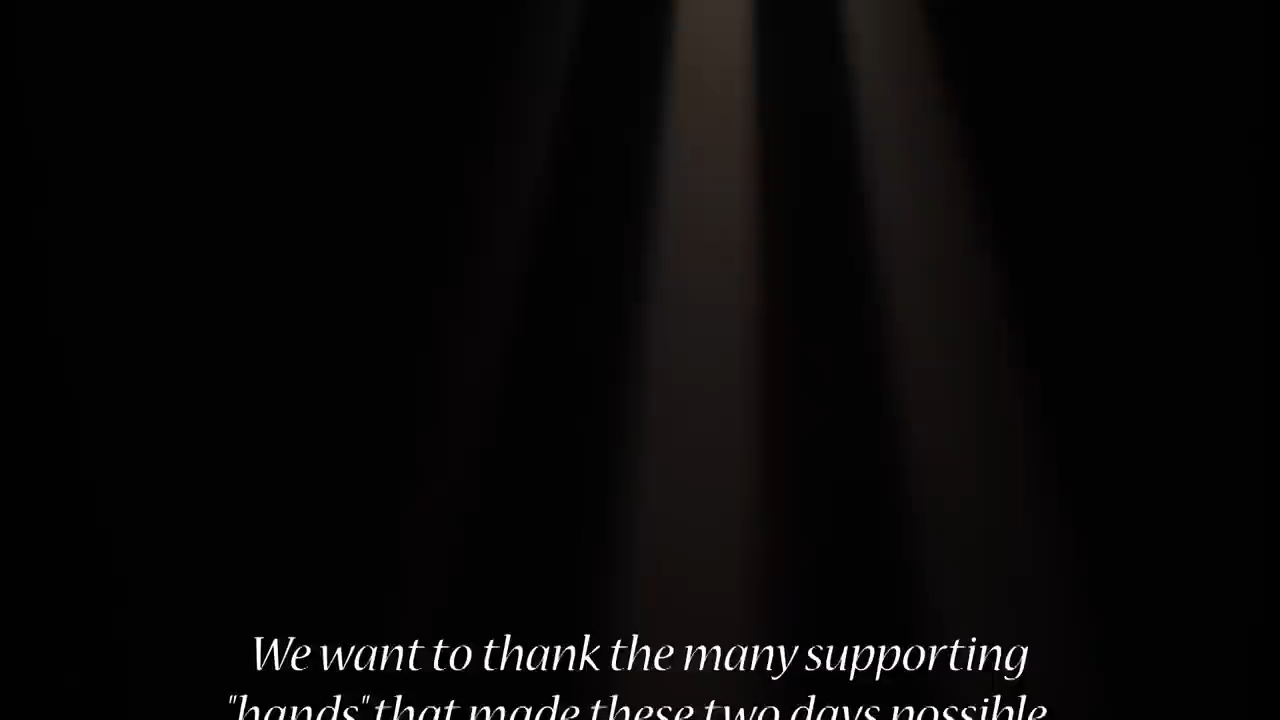 We want to thank the many supporting
"hands" that made these two days possible